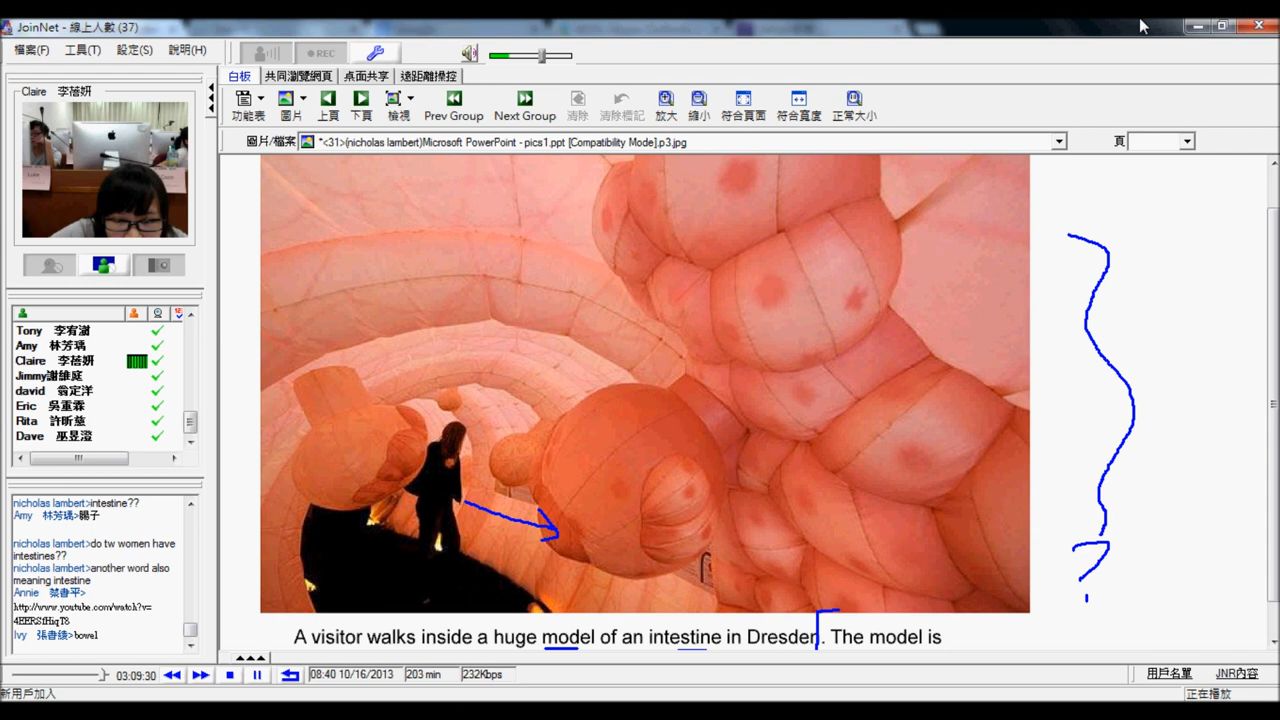 JoinNet - 線上人數 (37)
檔案(F) 工具(T) 設定(S) 說明(H)
REC
Claire 李蓓妍
白板 共同瀏覽網頁 桌面共享 遠距離操控
功能表 圖片 上頁 下頁 檢視 Prev Group Next Group 清除 清除標記 放大 縮小 符合頁面 符合寬度 正常大小
圖片/檔案 *<31>(nicholas lambert)Microsoft PowerPoint - pics1.ppt [Compatibility Mode].p3.jpg 頁
Tony 李宥澍
Amy 林芳瑀
Claire 李蓓妍
Jimmy謝維庭
david 翁定洋
Eric 吳重霖
Rita 許昕慈
Dave 巫昱澄
nicholas lambert>intestine??
Amy 林芳瑀>腸子
nicholas lambert>do tw women have
intestines??
nicholas lambert>another word also
meaning intestine
Annie 蔡書平>
http://www.youtube.com/watch?v=
4EERSfHiqT8
Ivy 張書綾>bowel
A visitor walks inside a huge model of an intestine in Dresden. The model is
03:09:30 08:40 10/16/2013 203 min 232Kbps 用戶名單 JNR內容
新用戶加入 正在播放